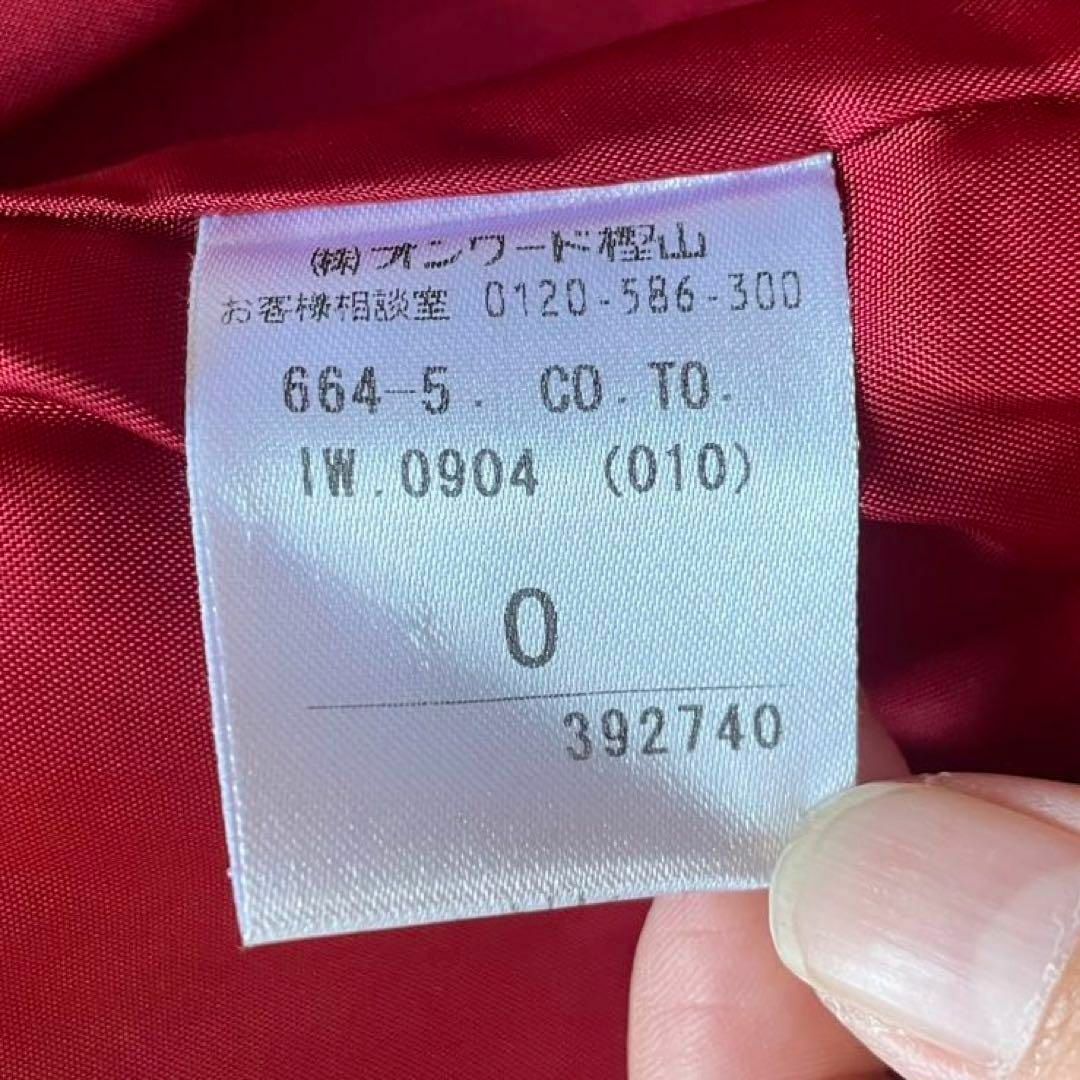 (株)オンワード樫山
お客様相談室 0120-586-300
664-5. CO.TO.
IW.0904 (010)
0
392740